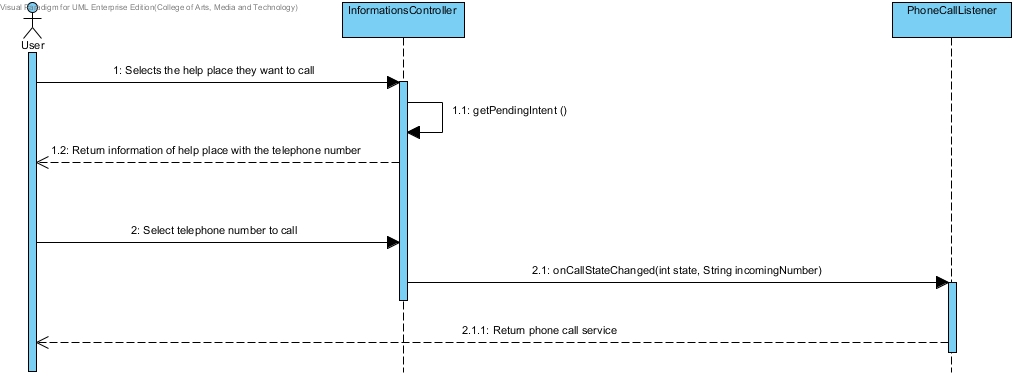 Visual Paradigm for UML Enterprise Edition(College of Arts, Media and Technology)
InformationsController
PhoneCallListener
User
1: Selects the help place they want to call
1.1: getPendingIntent ()
1.2: Return information of help place with the telephone number
2: Select telephone number to call
2.1: onCallStateChanged(int state, String incomingNumber)
2.1.1: Return phone call service